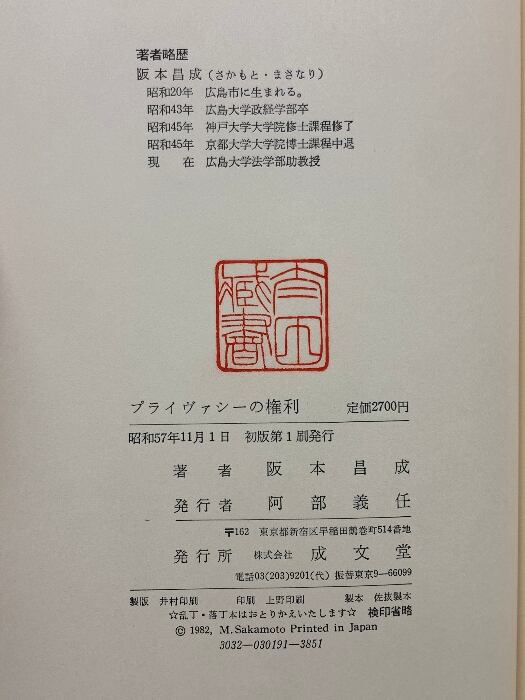 著者略歴
阪本昌成（さかもと・まさなり）
昭和20年　広島市に生まれる。
昭和43年　広島大学政経学部卒
昭和45年　神戸大学大学院修士課程修了
昭和45年　京都大学大学院博士課程中退
現　　在　広島大学法学部助教授
蔵書
プライヴァシーの権利　定価2700円
昭和57年11月1日　初版第1刷発行
著者　阪本昌成
発行者　阿部義任
〒162　東京都新宿区早稲田鶴巻町514番地
発行所　株式会社　成文堂
電話03(203)9201(代)　振替東京9―66099
製版　井村印刷　印刷　上野印刷　製本　佐抜製本
☆乱丁・落丁本はおとりかえいたします☆　検印省略
© 1982, M. Sakamoto Printed in Japan
3032―030191―3851